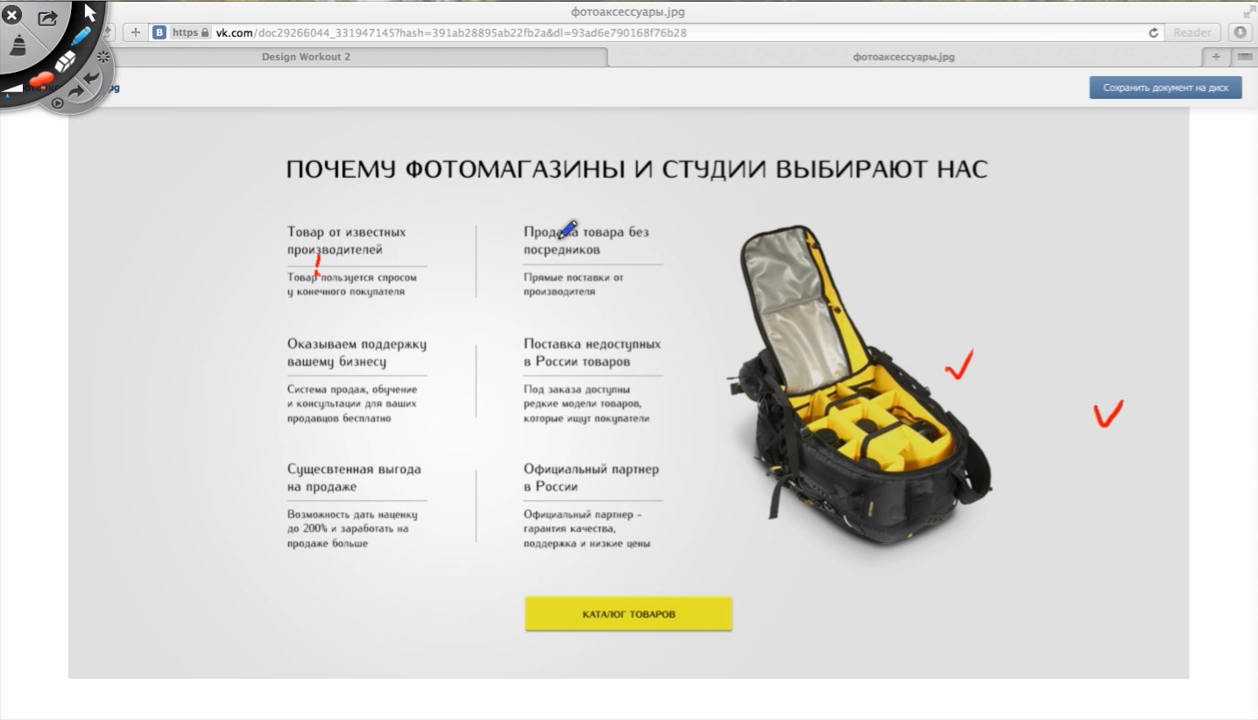 фотоаксессуары.jpg
https vk.com/doc29266044_331947145?hash=391ab28895ab22fb2a&dl=93ad6e790168f76b28
Reader
Design Workout 2
фотоаксессуары.jpg
Сохранить документ на диск
ПОЧЕМУ ФОТОМАГАЗИНЫ И СТУДИИ ВЫБИРАЮТ НАС
Товар от известных
производителей
Товар пользуется спросом
у конечного покупателя
Продажа товара без
посредников
Прямые поставки от
производителя
Оказываем поддержку
вашему бизнесу
Система продаж, обучение
и консультации для ваших
продавцов бесплатно
Поставка недоступных
в России товаров
Под заказа доступны
редкие модели товаров,
которые ищут покупатели
Сущесвтенная выгода
на продаже
Возможность дать наценку
до 200% и заработать на
продаже больше
Официальный партнер
в России
Официальный партнер -
гарантия качества,
поддержка и низкие цены
КАТАЛОГ ТОВАРОВ